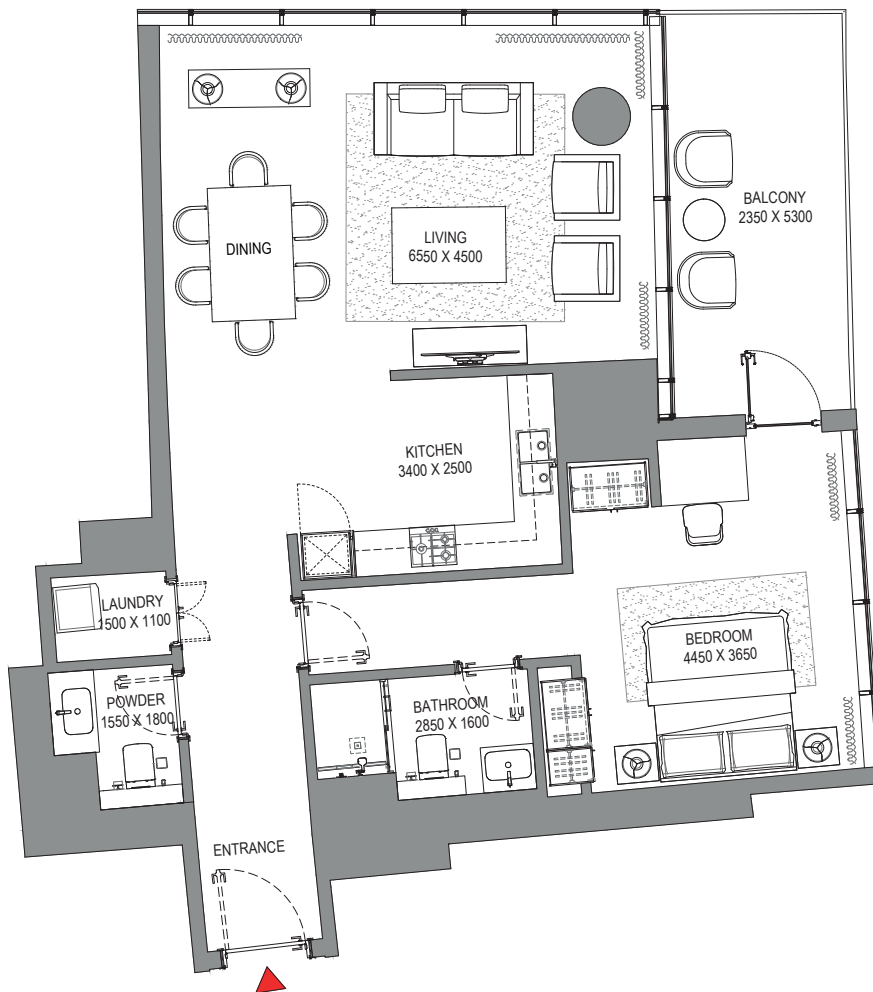 BALCONY
2350 X 5300
LIVING
6550 X 4500
DINING
KITCHEN
3400 X 2500
LAUNDRY
1500 X 1100
BEDROOM
4450 X 3650
POWDER
1550 X 1800
BATHROOM
2850 X 1600
ENTRANCE